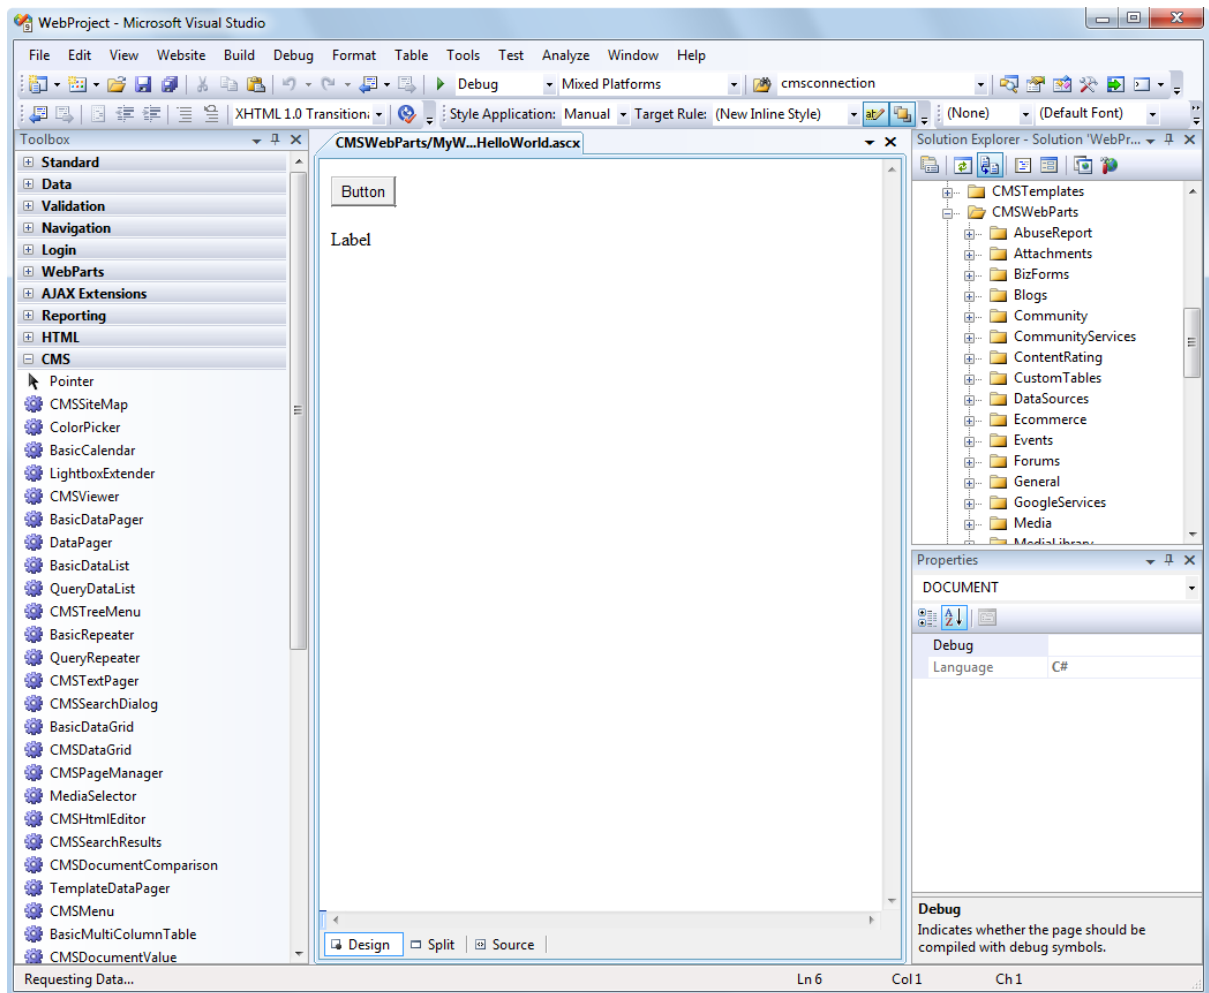 WebProject - Microsoft Visual Studio
File Edit View Website Build Debug Format Table Tools Test Analyze Window Help
Debug Mixed Platforms cmsconnection
XHTML 1.0 Transition Style Application: Manual Target Rule: (New Inline Style) (None) (Default Font)
Toolbox
Standard
Data
Validation
Navigation
Login
WebParts
AJAX Extensions
Reporting
HTML
CMS
Pointer
CMSSiteMap
ColorPicker
BasicCalendar
LightboxExtender
CMSViewer
BasicDataPager
DataPager
BasicDataList
QueryDataList
CMSTreeMenu
BasicRepeater
QueryRepeater
CMSTextPager
CMSSearchDialog
BasicDataGrid
CMSDataGrid
CMSPageManager
MediaSelector
CMSHtmlEditor
CMSSearchResults
CMSDocumentComparison
TemplateDataPager
CMSMenu
BasicMultiColumnTable
CMSDocumentValue
CMSWebParts/MyW...HelloWorld.ascx
Button
Label
Design Split Source
Solution Explorer - Solution 'WebPr...
CMSTemplates
CMSWebParts
AbuseReport
Attachments
BizForms
Blogs
Community
CommunityServices
ContentRating
CustomTables
DataSources
Ecommerce
Events
Forums
General
GoogleServices
Media
MediaLibrary
Properties
DOCUMENT
Debug
Language C#
Debug
Indicates whether the page should be
compiled with debug symbols.
Requesting Data... Ln 6 Col 1 Ch 1